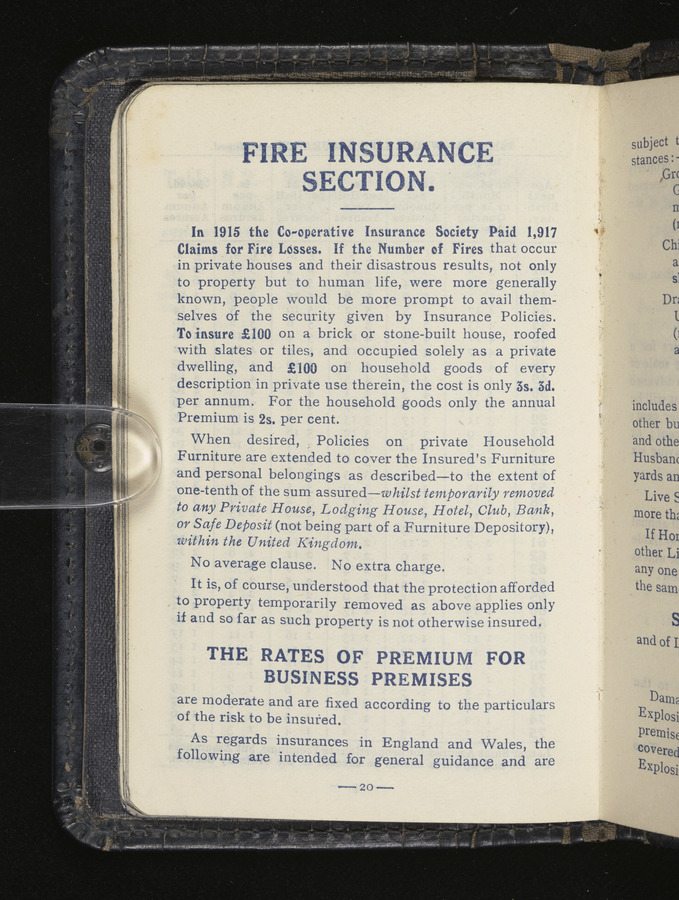 FIRE INSURANCE
SECTION.
In 1915 the Co-operative Insurance Society Paid 1,917
Claims for Fire Losses. If the Number of Fires that occur
in private houses and their disastrous results, not only
to property but to human life, were more generally
known, people would be more prompt to avail them-
selves of the security given by Insurance Policies.
To insure £100 on a brick or stone-built house, roofed
with slates or tiles, and occupied solely as a private
dwelling, and £100 on household goods of every
description in private use therein, the cost is only 3s. 3d.
per annum. For the household goods only the annual
Premium is 2s. per cent.
When desired, Policies on private Household
Furniture are extended to cover the Insured's Furniture
and personal belongings as described—to the extent of
one-tenth of the sum assured—whilst temporarily removed
to any Private House, Lodging House, Hotel, Club, Bank,
or Safe Deposit (not being part of a Furniture Depository),
within the United Kingdom.
No average clause. No extra charge.
It is, of course, understood that the protection afforded
to property temporarily removed as above applies only
if and so far as such property is not otherwise insured.
THE RATES OF PREMIUM FOR
BUSINESS PREMISES
are moderate and are fixed according to the particulars
of the risk to be insured.
As regards insurances in England and Wales, the
following are intended for general guidance and are
—20—
subject
stances:-
includes
other
and
yards
Live
more
If
other
any one
the
and of